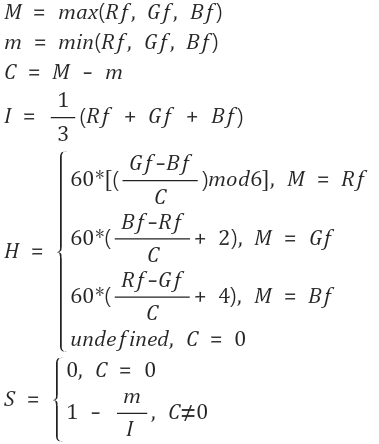 M = max(Rf, Gf, Bf)
m = min(Rf, Gf, Bf)
C = M - m
I = 1/3 (Rf + Gf + Bf)
H = { 60*[((Gf-Bf)/C)mod6], M = Rf
60*((Bf-Rf)/C + 2), M = Gf
60*((Rf-Gf)/C + 4), M = Bf
undefined, C = 0
S = { 0, C = 0
1 - m/I, C≠0